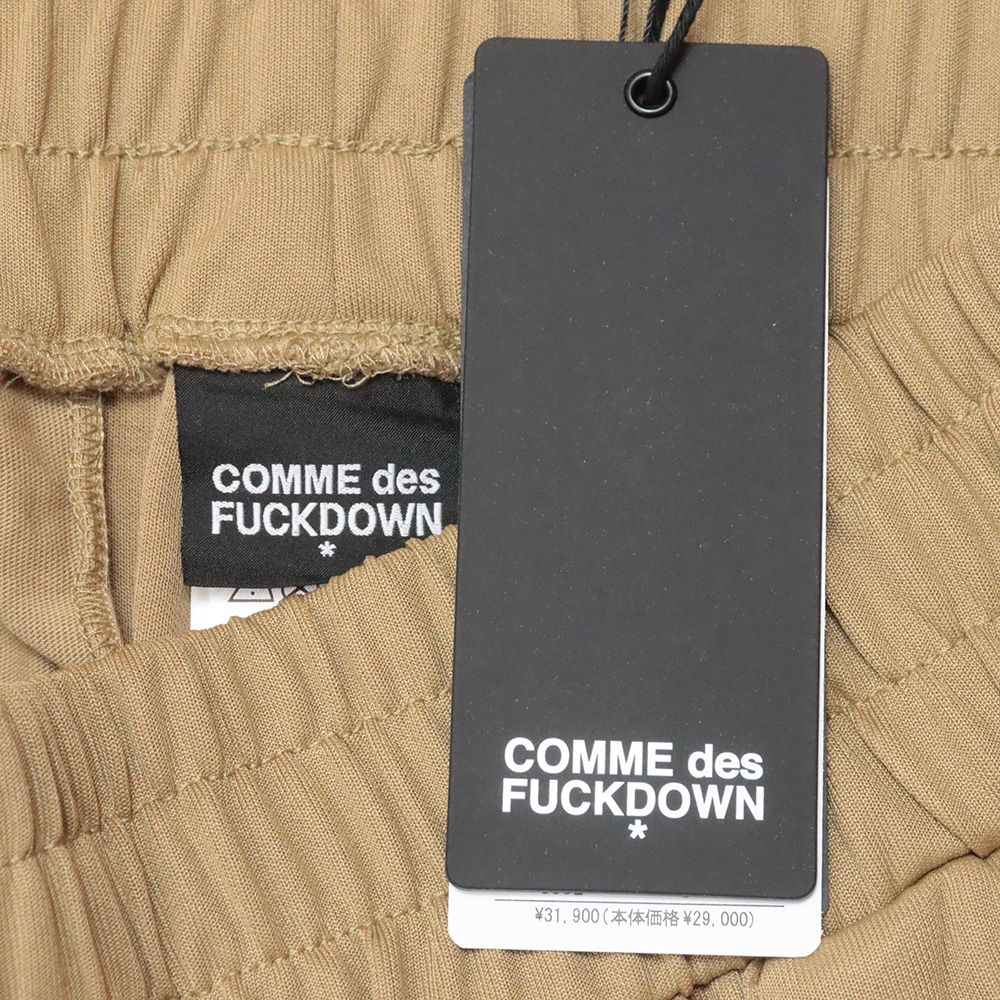 COMME des
FUCKDOWN
*
COMME des
FUCKDOWN
*
¥31,900(本体価格¥29,000)